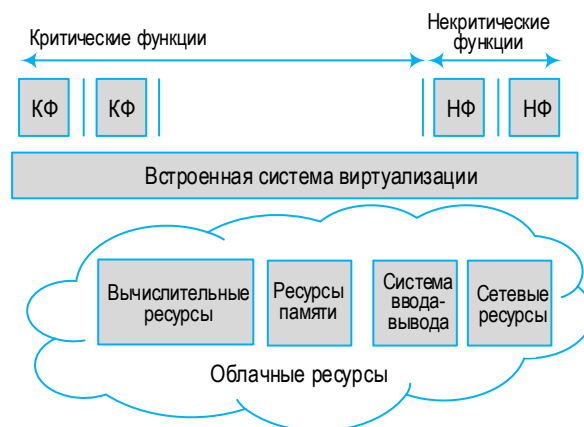 Критические функции
Некритические
функции
КФ
КФ
НФ
НФ
Встроенная система виртуализации
Вычислительные
ресурсы
Ресурсы
памяти
Система
ввода-
вывода
Сетевые
ресурсы
Облачные ресурсы